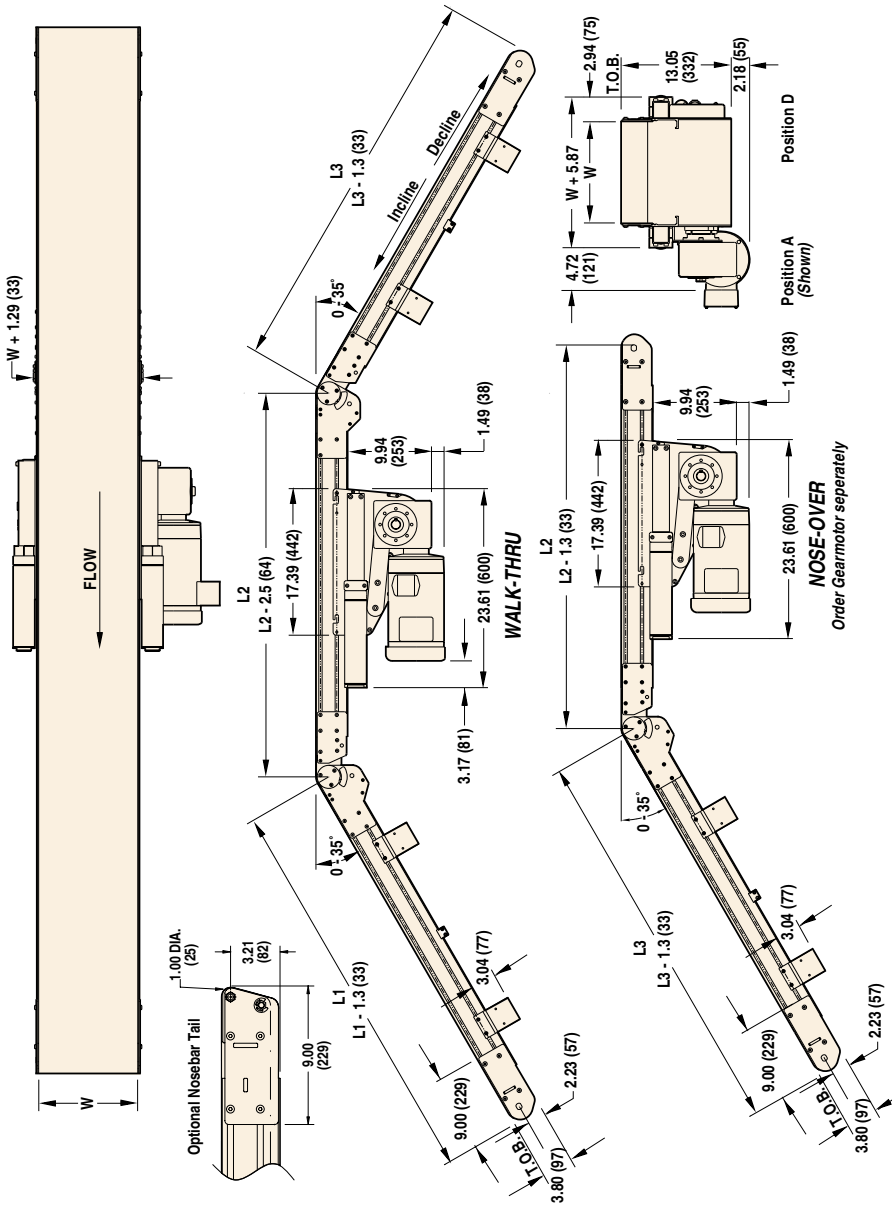 W + 1.29 (33)
FLOW
W
Optional Nosebar Tail
1.00 DIA.
(25)
3.21
(82)
9.00
(229)
L2
L2 - 2.5 (64)
17.39 (442)
9.94
(253)
1.49 (38)
23.61 (600)
3.17 (81)
WALK-THRU
0 - 35°
0 - 35°
L3
L3 - 1.3 (33)
Incline
Decline
L1
L1 - 1.3 (33)
3.04 (77)
9.00 (229)
2.23 (57)
T.O.B.
3.80 (97)
T.O.B.
13.05
(332)
2.94 (75)
2.18 (55)
W + 5.87
W
4.72
(121)
Position A
(Shown)
Position D
L2
L2 - 1.3 (33)
17.39 (442)
9.94
(253)
1.49 (38)
23.61 (600)
NOSE-OVER
Order Gearmotor seperately
0 - 35°
L3
L3 - 1.3 (33)
3.04 (77)
9.00 (229)
2.23 (57)
T.O.B.
3.80 (97)